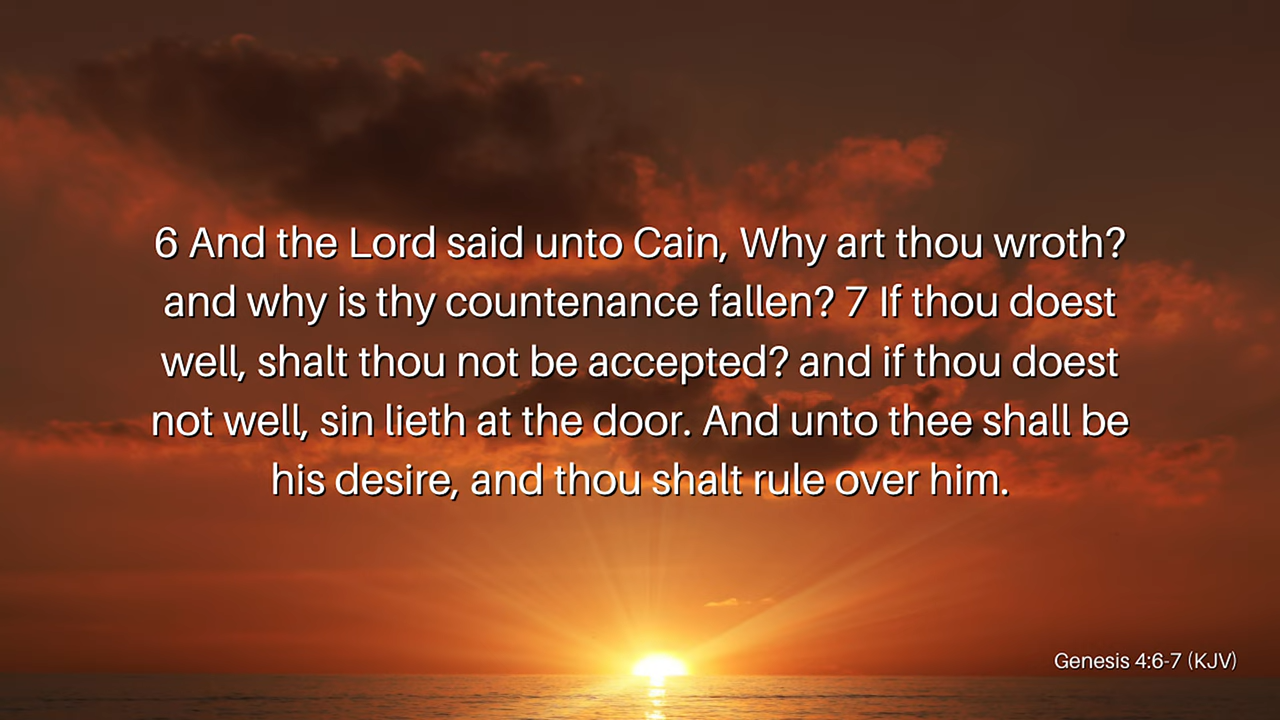 6 And the Lord said unto Cain, Why art thou wroth?
and why is thy countenance fallen? 7 If thou doest
well, shalt thou not be accepted? and if thou doest
not well, sin lieth at the door. And unto thee shall be
his desire, and thou shalt rule over him.
Genesis 4:6-7 (KJV)